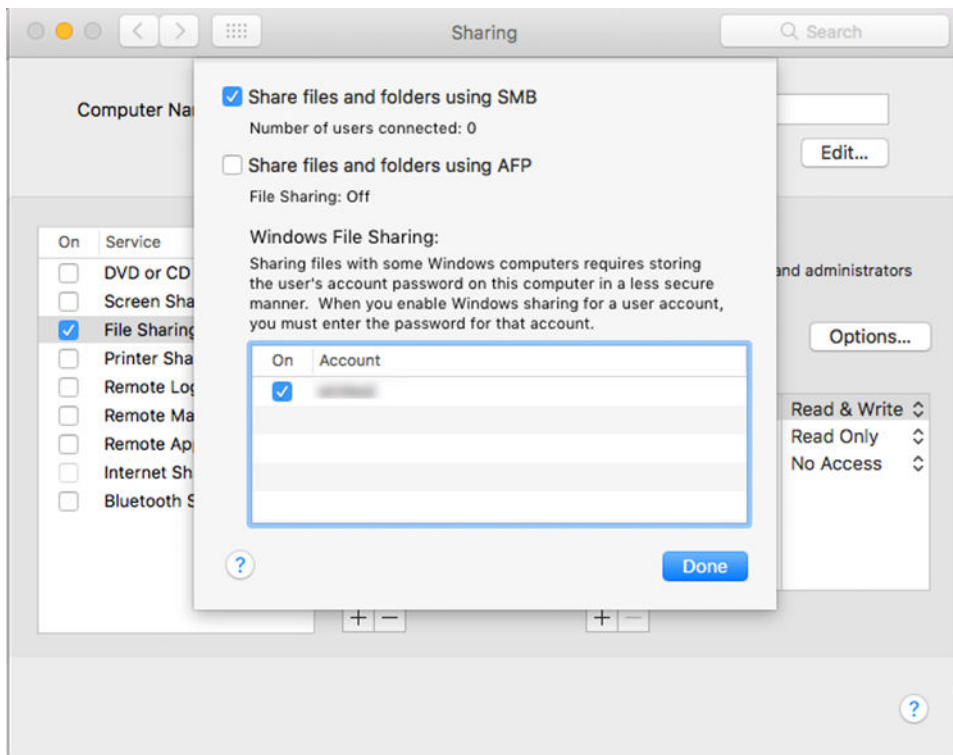 Sharing
Search
Computer Na
Edit...
Share files and folders using SMB
Number of users connected: 0
Share files and folders using AFP
File Sharing: Off
Windows File Sharing:
Sharing files with some Windows computers requires storing
the user's account password on this computer in a less secure
manner. When you enable Windows sharing for a user account,
you must enter the password for that account.
On Account
Done
On Service
DVD or CD
Screen Sha
File Sharing
Printer Sha
Remote Log
Remote Ma
Remote Ap
Internet Sh
Bluetooth S
and administrators
Options...
Read & Write
Read Only
No Access